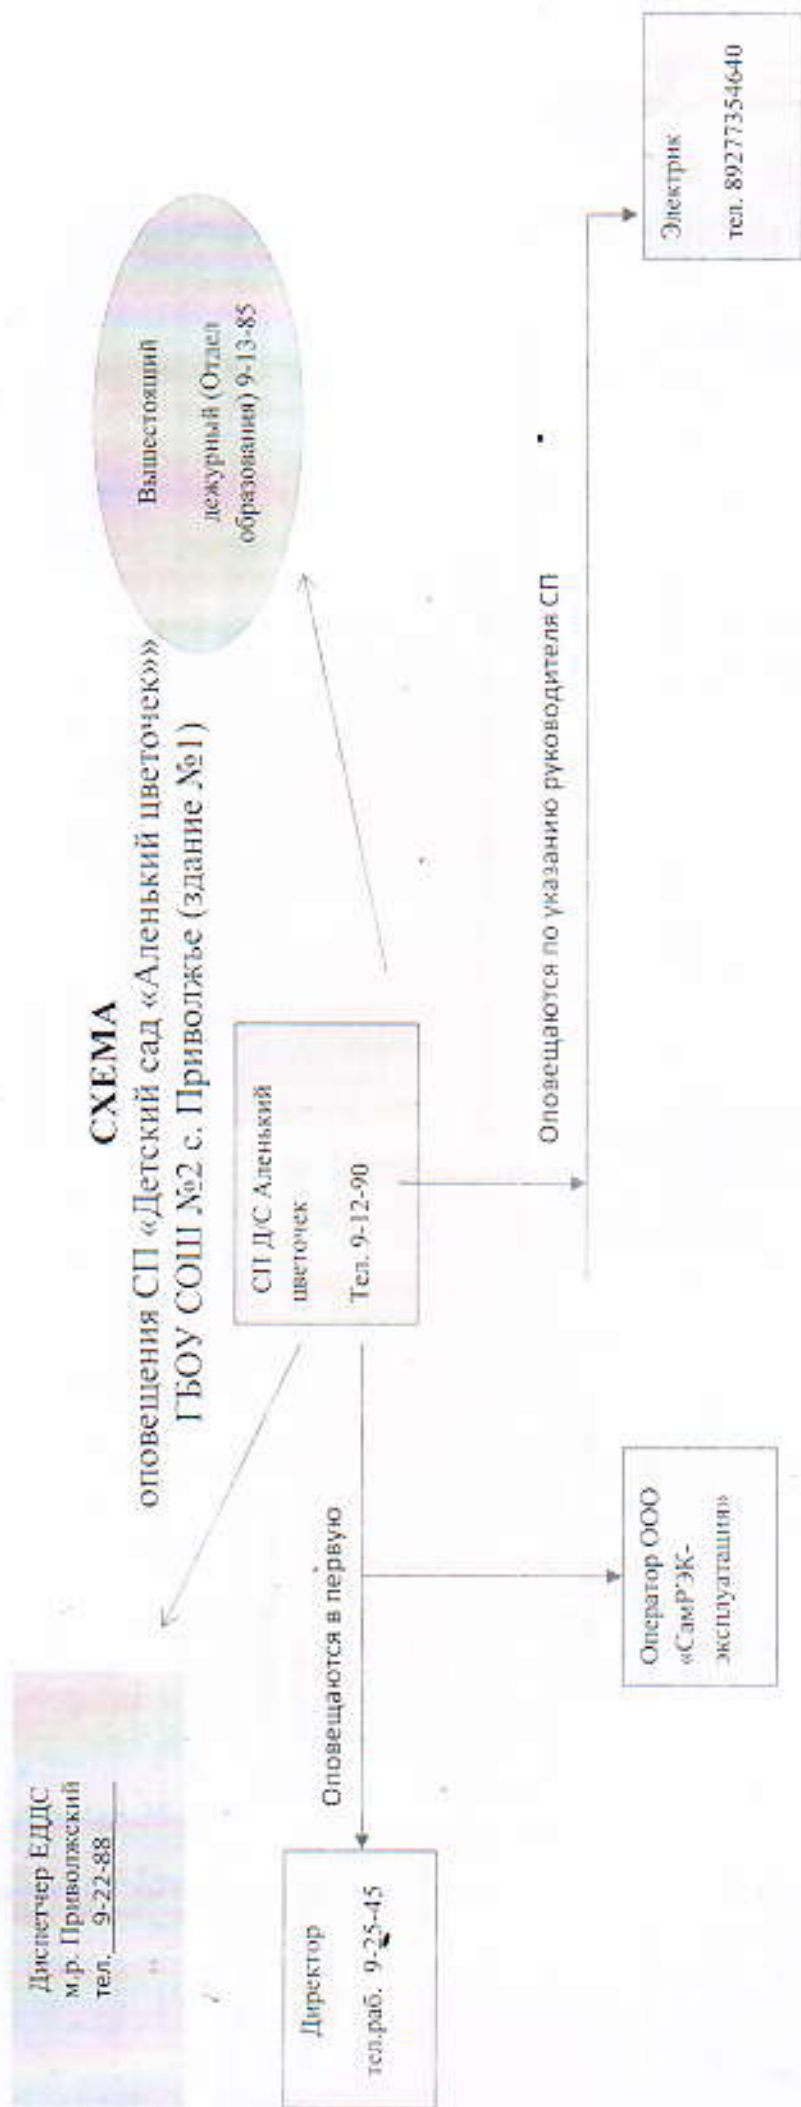 СХЕМА
оповещения СП «Детский сад «Аленький цветочек»»
ГБОУ СОШ №2 с. Приволжье (здание №1)
Диспетчер ЕДДС
м.р. Приволжский
тел. 9-22-88
Вышестоящий
дежурный (Отдел
образования) 9-13-85
СП Д/С Аленький
цветочек
Тел. 9-12-90
Оповещаются в первую
Директор
тел.раб. 9-25-45
Оператор ООО
«СамРЭК-
эксплуатация»
Оповещаются по указанию руководителя СП
Электрик
тел. 89277354640